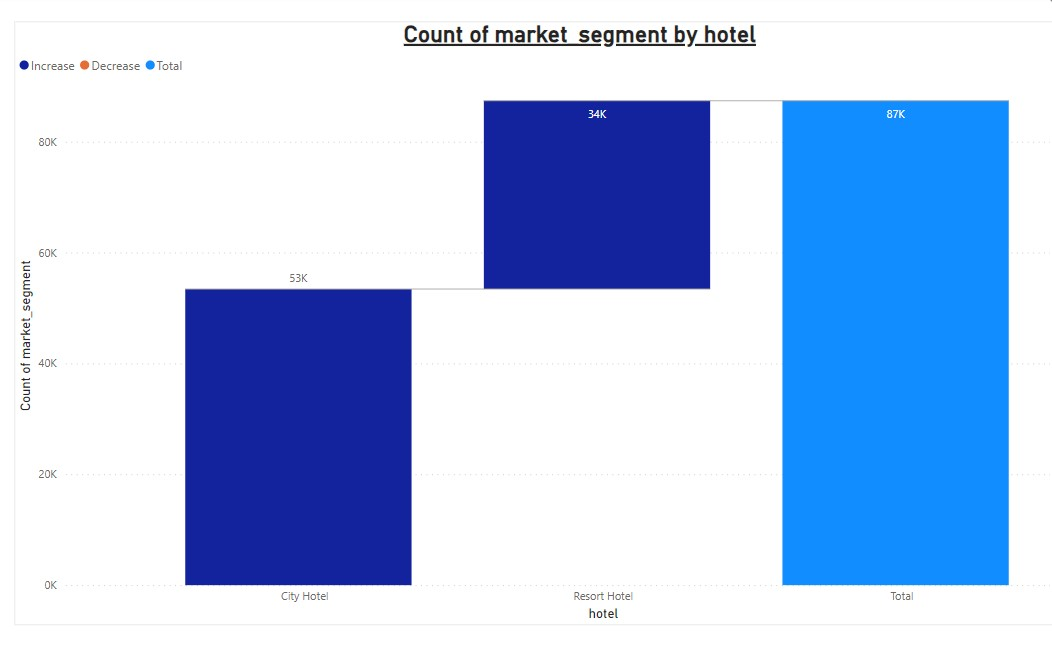 Count of market_segment by hotel
Increase Decrease Total
80K
60K
40K
20K
0K
Count of market_segment
53K
34K
87K
City Hotel
Resort Hotel
Total
hotel